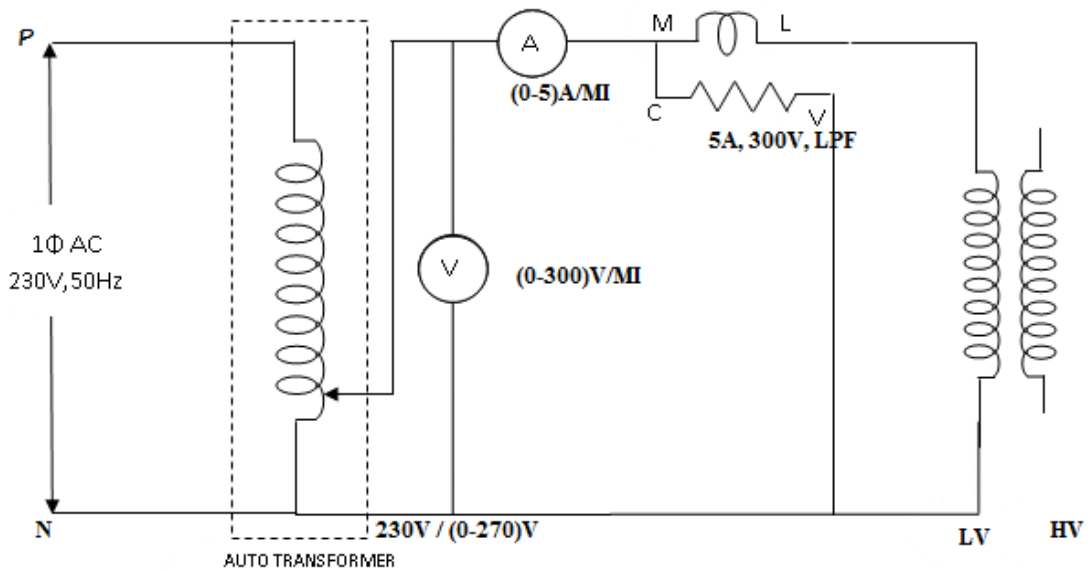 P
A
M
L
(0-5)A/MI
C
V
5A, 300V, LPF
1Φ AC
230V,50Hz
V
(0-300)V/MI
N
230V / (0-270)V
LV
HV
AUTO TRANSFORMER